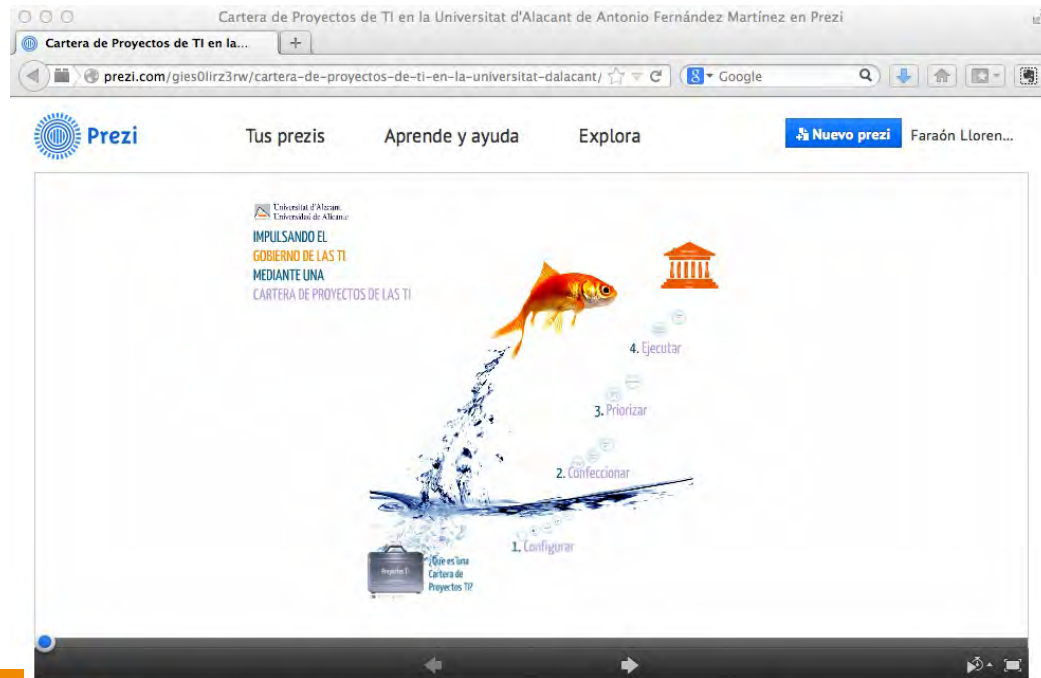 Cartera de Proyectos de TI en la Universitat d'Alacant de Antonio Fernández Martínez en Prezi
Cartera de Proyectos de TI en la...
prezi.com/gies0lirz3rw/cartera-de-proyectos-de-ti-en-la-universitat-dalacant/
Google
Prezi
Tus prezis
Aprende y ayuda
Explora
Nuevo prezi
Faraón Lloren...
Universitat d'Alacant
Universidad de Alicante
IMPULSANDO EL
GOBIERNO DE LAS TI
MEDIANTE UNA
CARTERA DE PROYECTOS DE LAS TI
4. Ejecutar
3. Priorizar
2. Confeccionar
1. Configurar
Proyectos TI
¿Que es una
Cartera de
Proyectos TI?